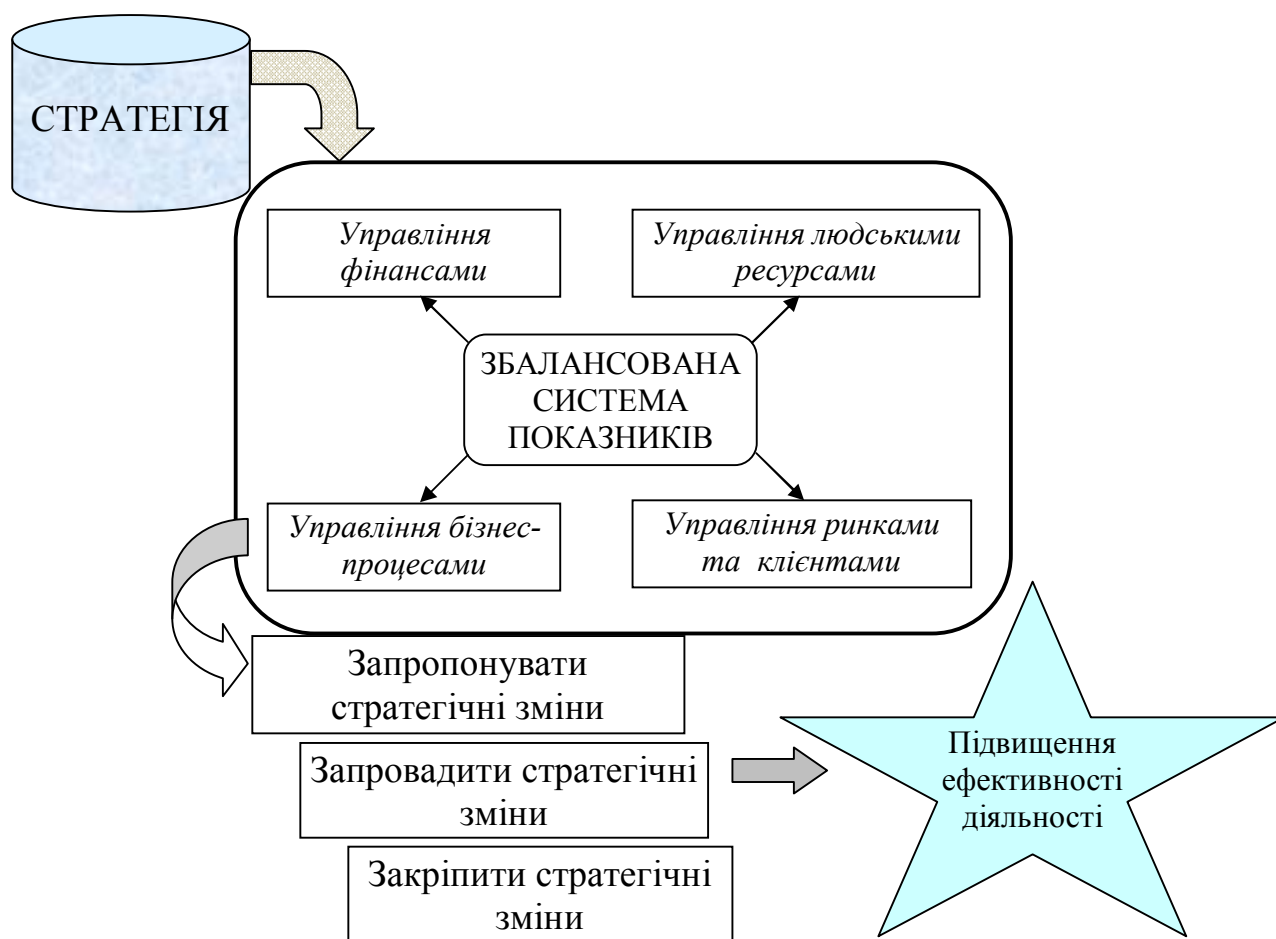 СТРАТЕГІЯ
Управління
фінансами
Управління людськими
ресурсами
ЗБАЛАНСОВАНА
СИСТЕМА
ПОКАЗНИКІВ
Управління бізнес-
процесами
Управління ринками
та клієнтами
Запропонувати
стратегічні зміни
Запровадити стратегічні
зміни
Закріпити стратегічні
зміни
Підвищення
ефективності
діяльності